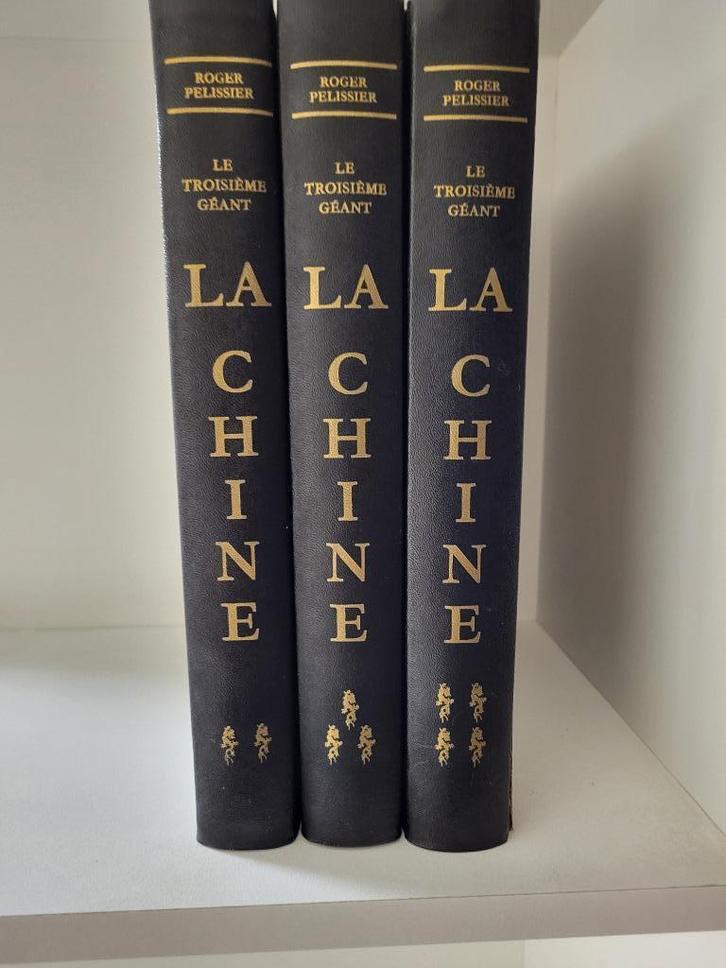 ROGER
PELISSIER
LE
TROISIÈME
GÉANT
LA
C
H
I
N
E
ROGER
PELISSIER
LE
TROISIÈME
GÉANT
LA
C
H
I
N
E
ROGER
PELISSIER
LE
TROISIÈME
GÉANT
LA
C
H
I
N
E